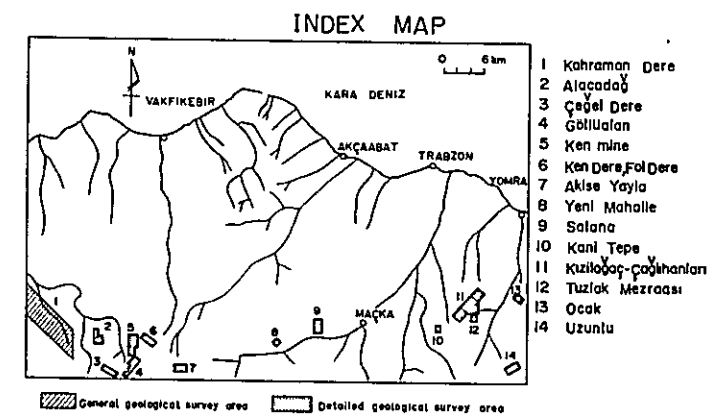 INDEX MAP
N
0 6 km
KARA DENIZ
VAKFIKEBIR
AKÇAABAT
TRABZON
YOMRA
MAÇKA
1
2
3
4
5
6
7
8
9
10
11
12
13
14
1 Kahraman Dere
2 Alacadağ
3 Çeğel Dere
4 Göllüalan
5 Ken mine
6 Ken Dere, Fol Dere
7 Akise Yayla
8 Yeni Mahalle
9 Salana
10 Kani Tepe
11 Kızılağaç-Çağlıhanları
12 Tuzlak Mezraası
13 Ocak
14 Uzuntu
General geological survey area
Detailed geological survey area